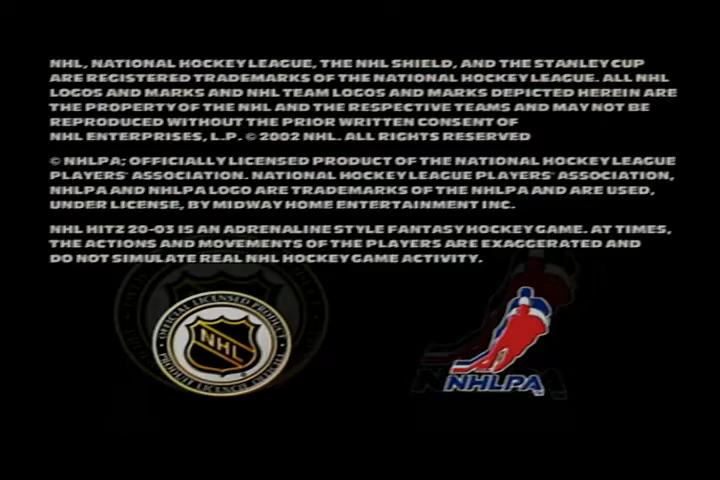 NHL, NATIONAL HOCKEY LEAGUE, THE NHL SHIELD, AND THE STANLEY CUP
ARE REGISTERED TRADEMARKS OF THE NATIONAL HOCKEY LEAGUE. ALL NHL
LOGOS AND MARKS AND NHL TEAM LOGOS AND MARKS DEPICTED HEREIN ARE
THE PROPERTY OF THE NHL AND THE RESPECTIVE TEAMS AND MAY NOT BE
REPRODUCED WITHOUT THE PRIOR WRITTEN CONSENT OF
NHL ENTERPRISES, L.P. © 2002 NHL. ALL RIGHTS RESERVED
© NHLPA; OFFICIALLY LICENSED PRODUCT OF THE NATIONAL HOCKEY LEAGUE
PLAYERS' ASSOCIATION. NATIONAL HOCKEY LEAGUE PLAYERS' ASSOCIATION,
NHLPA AND NHLPA LOGO ARE TRADEMARKS OF THE NHLPA AND ARE USED,
UNDER LICENSE, BY MIDWAY HOME ENTERTAINMENT INC.
NHL HITZ 20-03 IS AN ADRENALINE STYLE FANTASY HOCKEY GAME. AT TIMES,
THE ACTIONS AND MOVEMENTS OF THE PLAYERS ARE EXAGGERATED AND
DO NOT SIMULATE REAL NHL HOCKEY GAME ACTIVITY.
OFFICIAL LICENSED PRODUCT
NHL
PRODUIT LICENCIÉ OFFICIEL
NHLPA